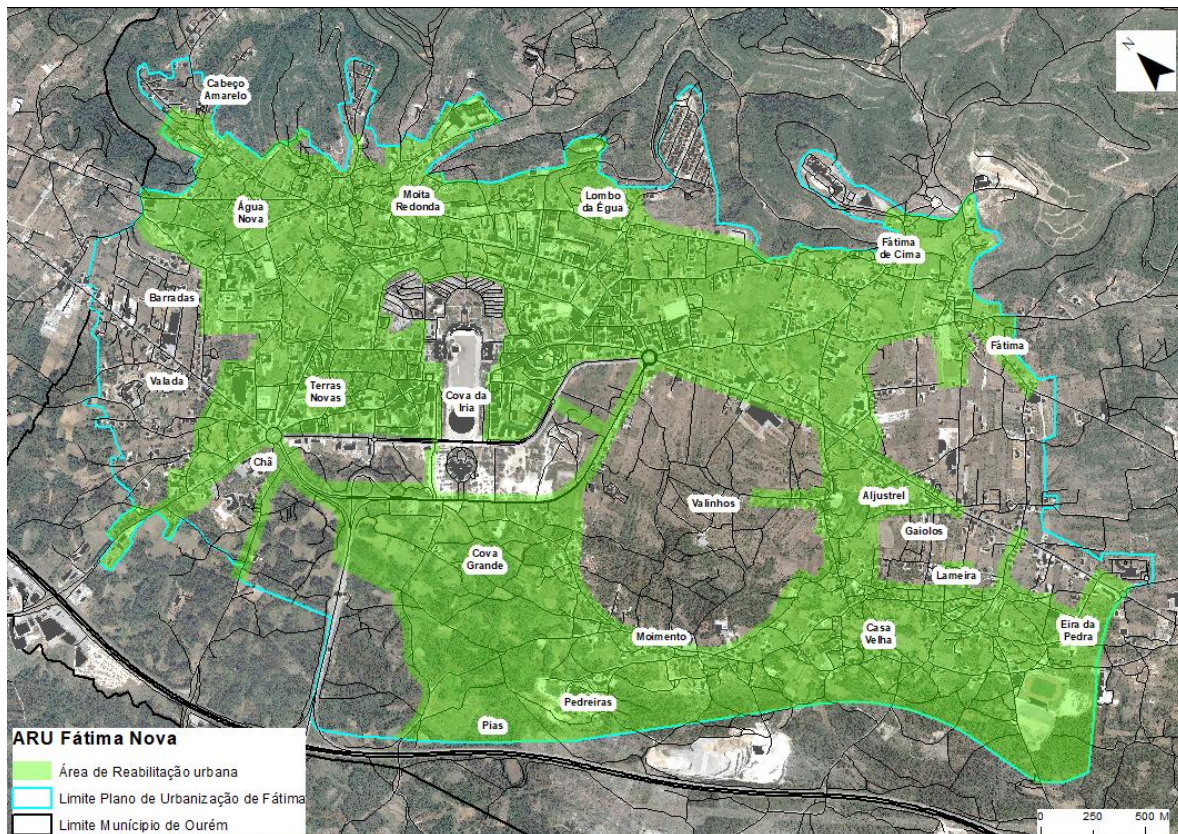 N
Cabeço
Amarelo
Moita
Redonda
Lombo
da Égua
Água
Nova
Fátima
de Cima
Barradas
Fátima
Valada
Terras
Novas
Cova da
Iria
Chã
Valinhos
Aljustrel
Gaiolos
Cova
Grande
Lameira
Casa
Velha
Eira da
Pedra
Moimento
Pedreiras
Pias
ARU Fátima Nova
Área de Reabilitação urbana
Limite Plano de Urbanização de Fátima
Limite Munícipio de Ourém
0 250 500 M